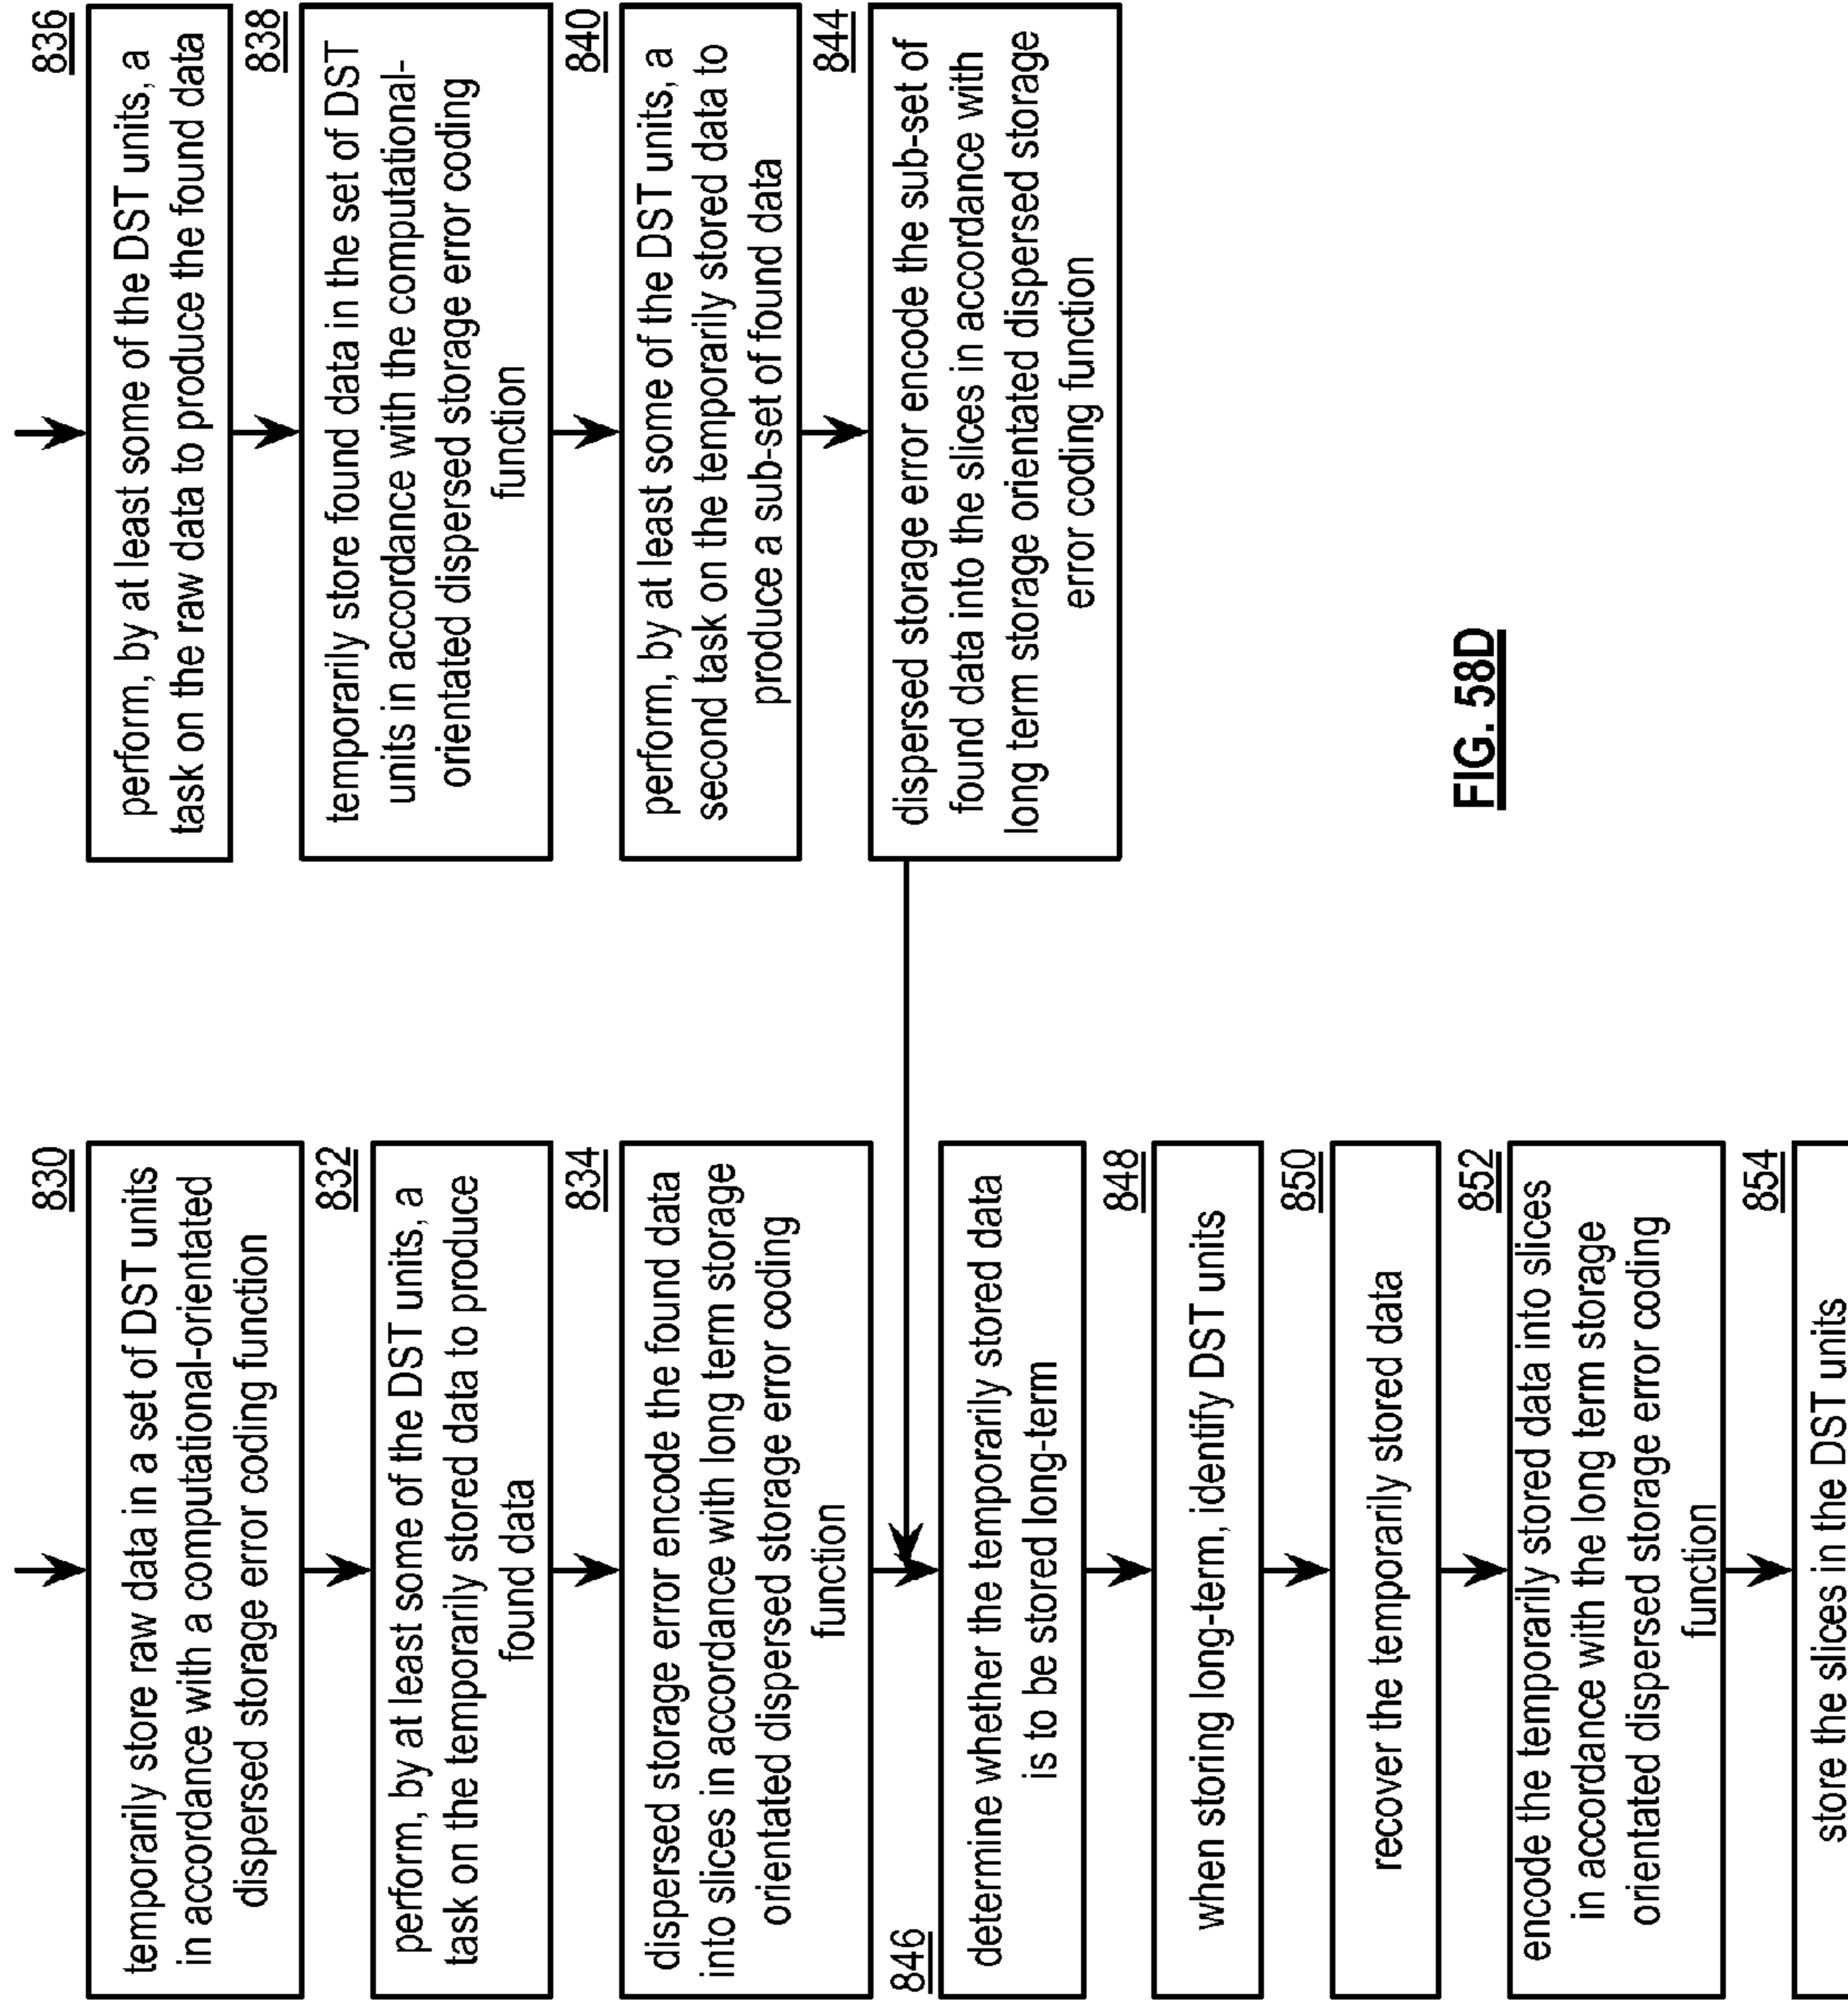 830
temporarily store raw data in a set of DST units
in accordance with a computational-orientated
dispersed storage error coding function
832
perform, by at least some of the DST units, a
task on the temporarily stored data to produce
found data
834
dispersed storage error encode the found data
into slices in accordance with long term storage
orientated dispersed storage error coding
function
846
determine whether the temporarily stored data
is to be stored long-term
848
when storing long-term, identify DST units
850
recover the temporarily stored data
852
encode the temporarily stored data into slices
in accordance with the long term storage
orientated dispersed storage error coding
function
854
store the slices in the DST units
836
perform, by at least some of the DST units, a
task on the raw data to produce the found data
838
temporarily store found data in the set of DST
units in accordance with the computational-
orientated dispersed storage error coding
function
840
perform, by at least some of the DST units, a
second task on the temporarily stored data to
produce a sub-set of found data
844
dispersed storage error encode the sub-set of
found data into the slices in accordance with
long term storage orientated dispersed storage
error coding function
FIG. 58D